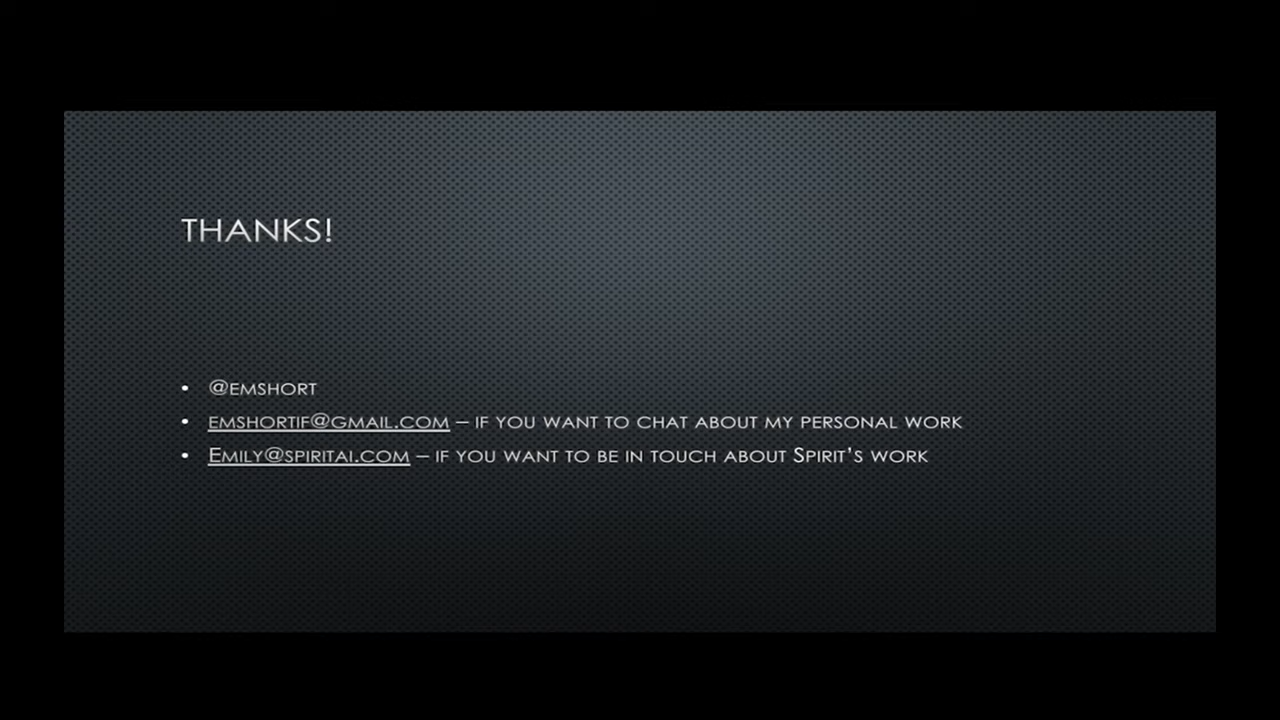 THANKS!
• @EMSHORT
• EMSHORTIF@GMAIL.COM – IF YOU WANT TO CHAT ABOUT MY PERSONAL WORK
• EMILY@SPIRITAI.COM – IF YOU WANT TO BE IN TOUCH ABOUT SPIRIT'S WORK